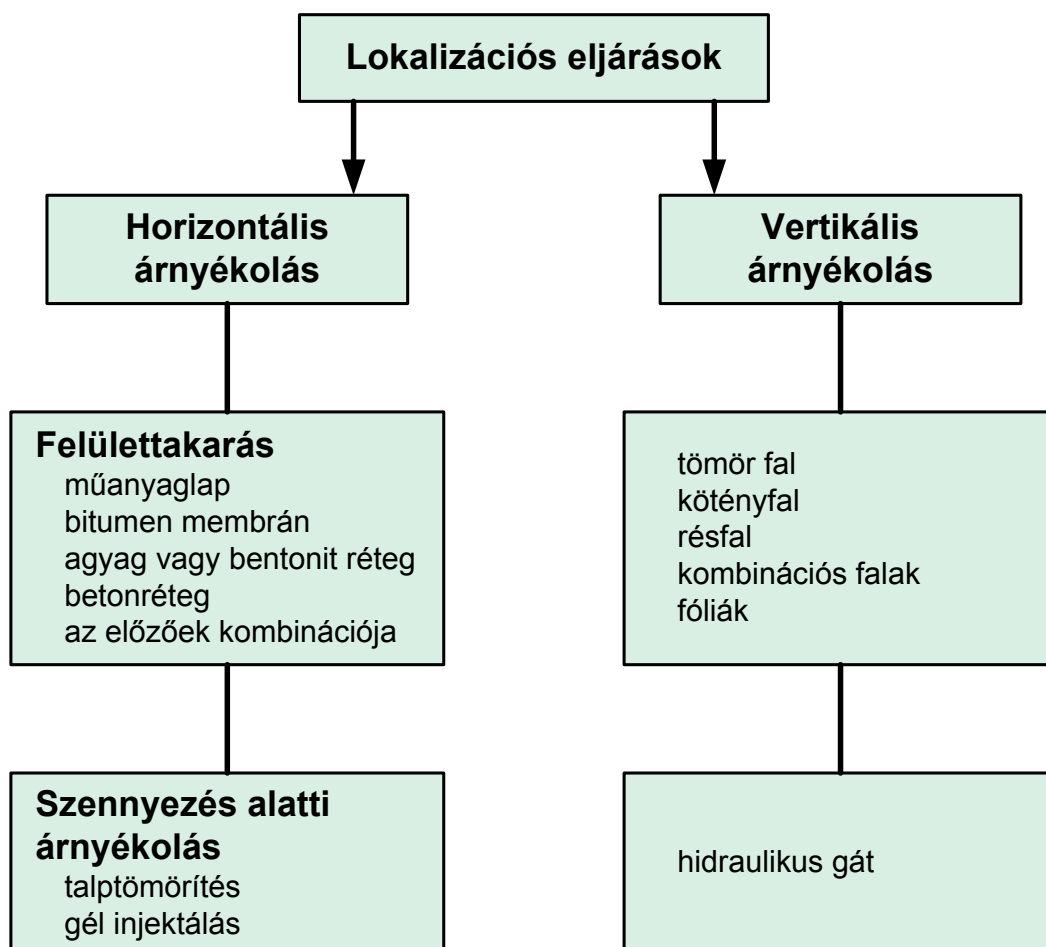 Lokalizációs eljárások
Horizontális
árnyékolás
Vertikális
árnyékolás
Felülettakarás
műanyaglap
bitumen membrán
agyag vagy bentonit réteg
betonréteg
az előzőek kombinációja
tömör fal
kötényfal
résfal
kombinációs falak
fóliák
Szennyezés alatti
árnyékolás
talptömörítés
gél injektálás
hidraulikus gát